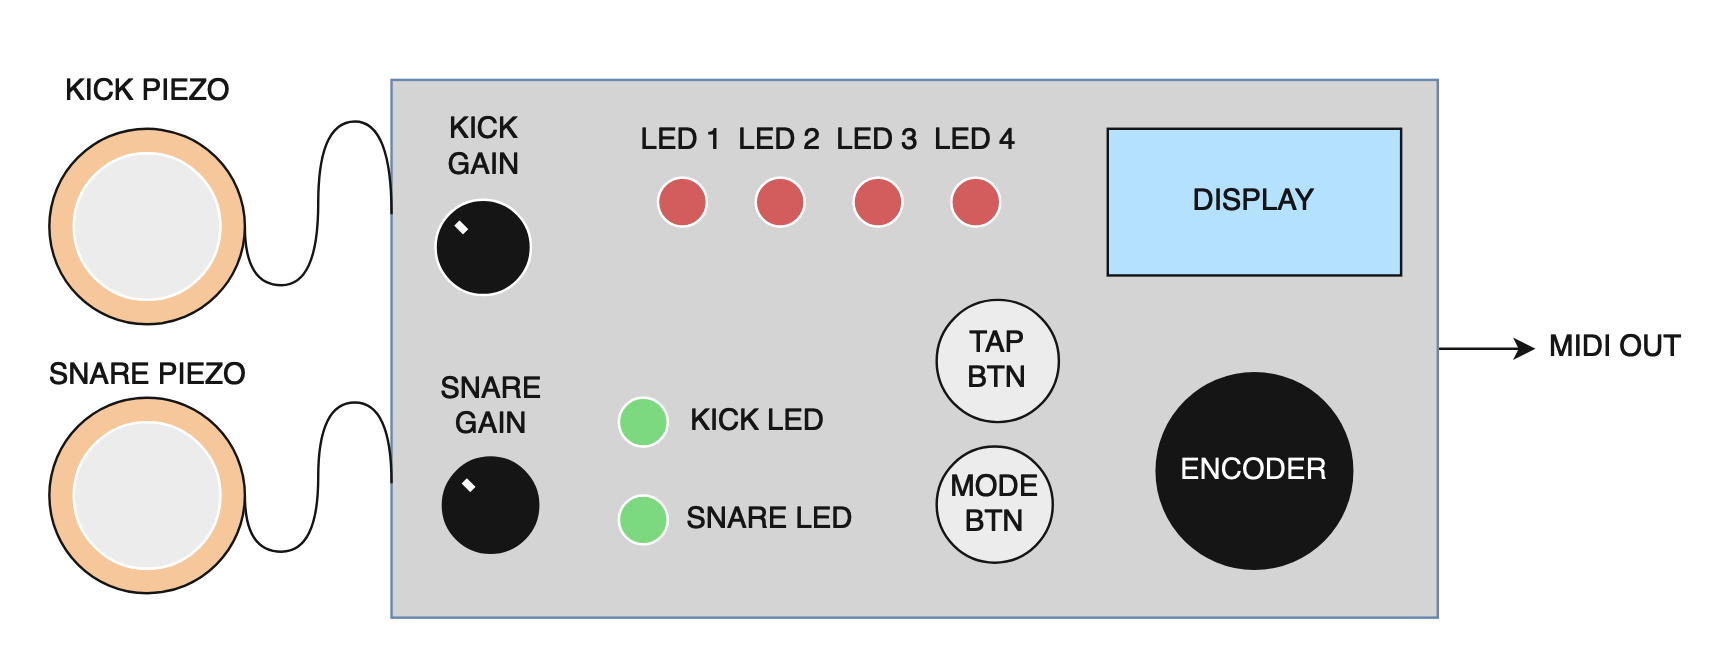 KICK PIEZO
KICK
GAIN
LED 1 LED 2 LED 3 LED 4
DISPLAY
TAP
BTN
MIDI OUT
SNARE PIEZO
SNARE
GAIN
KICK LED
MODE
BTN
ENCODER
SNARE LED